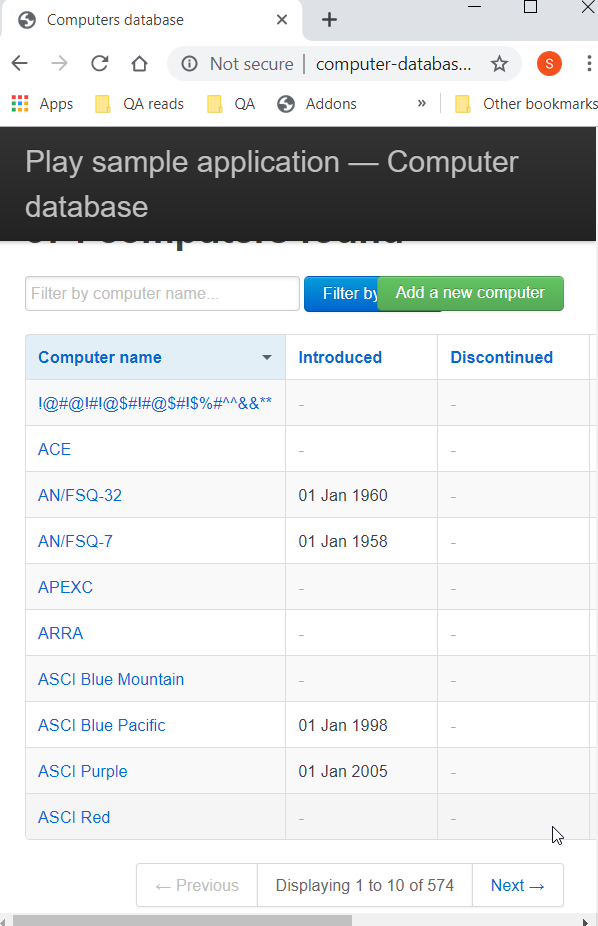 Computers database
Not secure | computer-databas...
S
Apps QA reads QA Addons » Other bookmarks
Play sample application — Computer
database
Filter by computer name...
Filter by
Add a new computer
Computer name Introduced Discontinued
!@#@!#!@$#!#@$#!$%#^^&&** - -
ACE - -
AN/FSQ-32 01 Jan 1960 -
AN/FSQ-7 01 Jan 1958 -
APEXC - -
ARRA - -
ASCI Blue Mountain - -
ASCI Blue Pacific 01 Jan 1998 -
ASCI Purple 01 Jan 2005 -
ASCI Red - -
← Previous Displaying 1 to 10 of 574 Next →